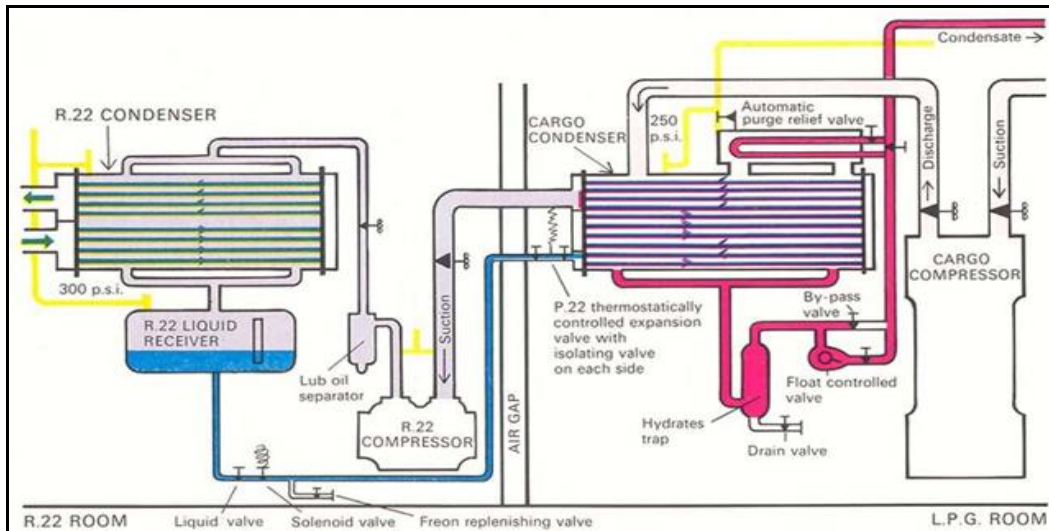 Condensate →
R.22 CONDENSER
CARGO
CONDENSER
250
p.s.i.
Automatic
purge relief valve
Discharge
Suction
300 p.s.i.
R.22 LIQUID
RECEIVER
Lub oil
separator
Suction
R.22
COMPRESSOR
AIR GAP
P.22 thermostatically
controlled expansion
valve with
isolating valve
on each side
CARGO
COMPRESSOR
By-pass
valve
Float controlled
valve
Hydrates
trap
Drain valve
R.22 ROOM
Liquid valve
Solenoid valve
Freon replenishing valve
L.P.G. ROOM